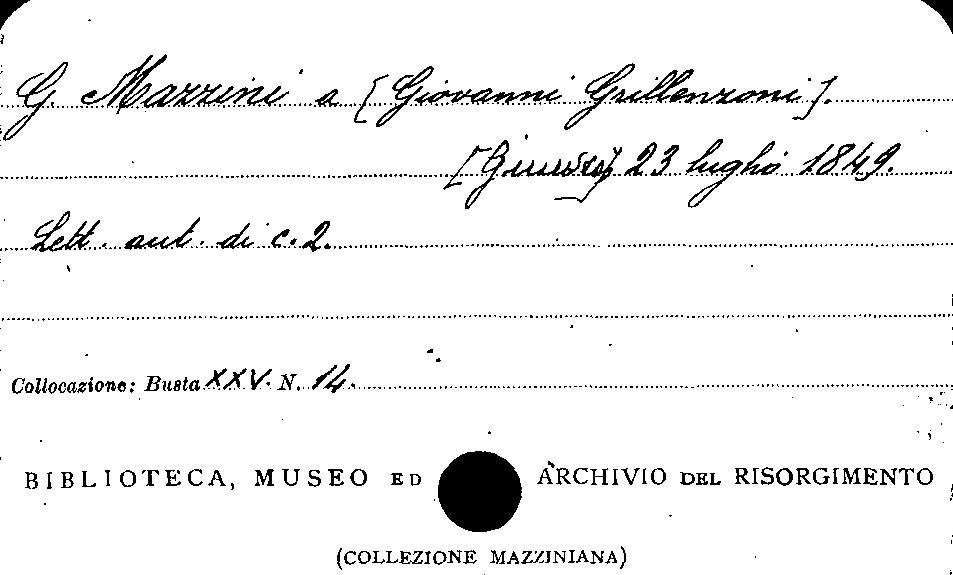 G. Mazzini a [Giovanni Grillenzoni].
23 luglio 1849.
Lett. aut. di c. 2.
Collocazione: Busta XXV. N. 14.
BIBLIOTECA, MUSEO ED ARCHIVIO DEL RISORGIMENTO
(COLLEZIONE MAZZINIANA)